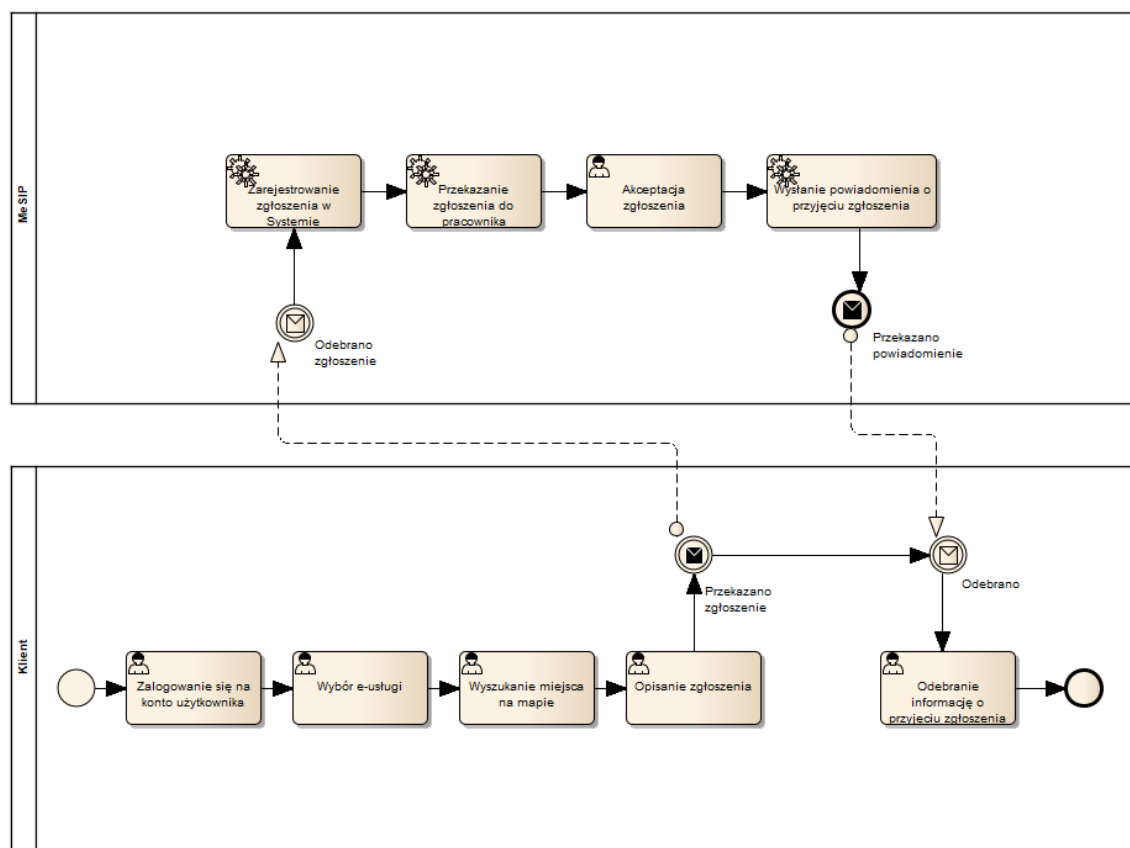 MeSIP
Zarejestrowanie
zgłoszenia w
Systemie
Przekazanie
zgłoszenia do
pracownika
Akceptacja
zgłoszenia
Wysłanie powiadomienia o
przyjęciu zgłoszenia
Odebrano
zgłoszenie
Przekazano
powiadomienie
Klient
Przekazano
zgłoszenie
Odebrano
Zalogowanie się na
konto użytkownika
Wybór e-usługi
Wyszukanie miejsca
na mapie
Opisanie zgłoszenia
Odebranie
informację o
przyjęciu zgłoszenia